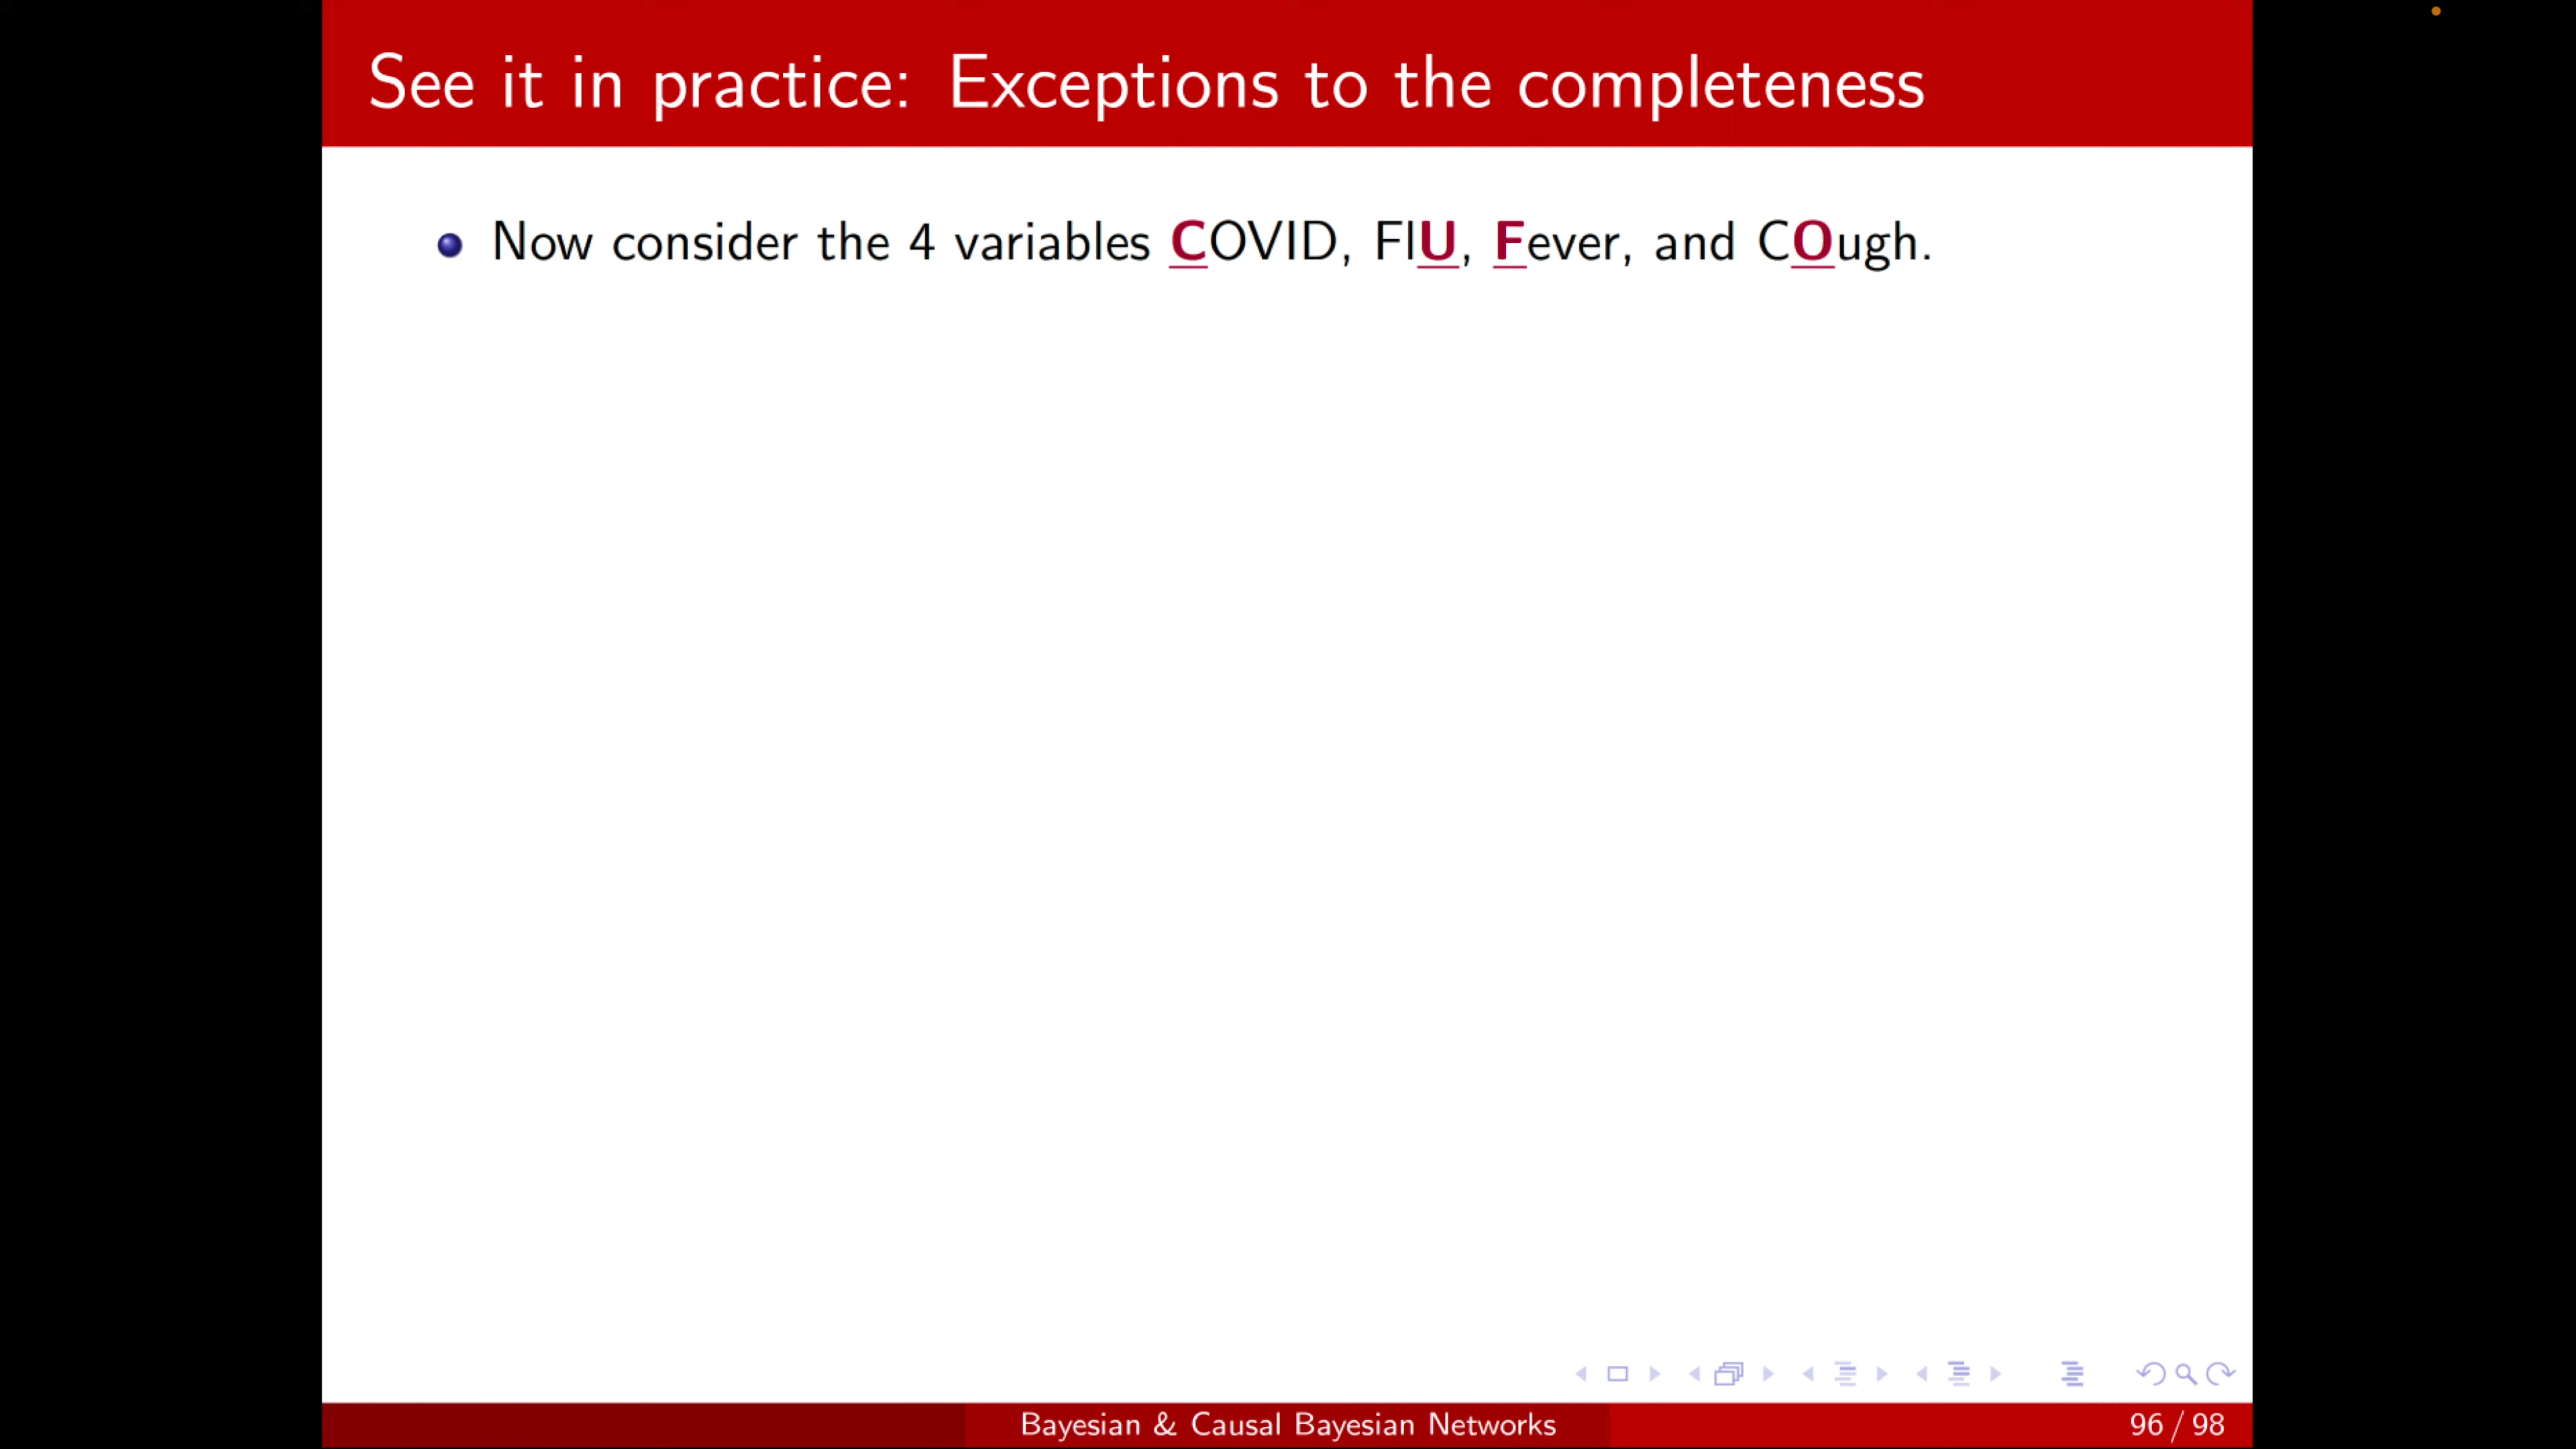 See it in practice: Exceptions to the completeness
Now consider the 4 variables COVID, FlU, Fever, and COugh.
Bayesian & Causal Bayesian Networks
96 / 98